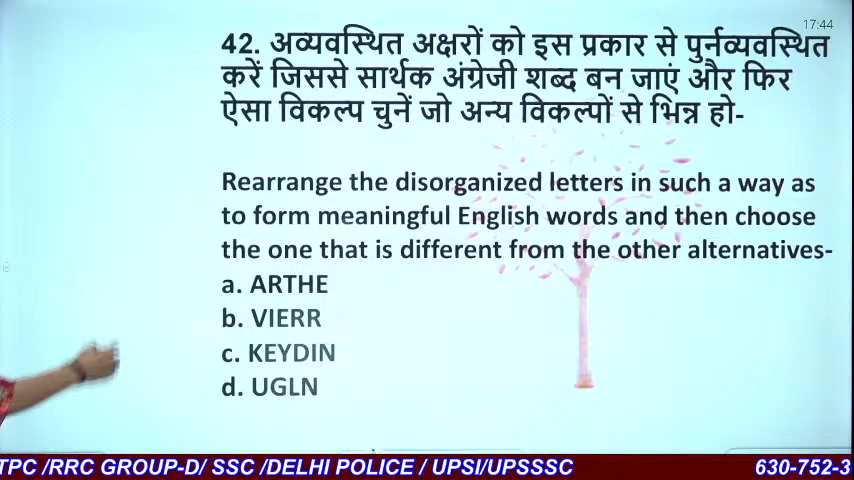 17:44
42. अव्यवस्थित अक्षरों को इस प्रकार से पुर्नव्यवस्थित
करें जिससे सार्थक अंग्रेजी शब्द बन जाएं और फिर
ऐसा विकल्प चुनें जो अन्य विकल्पों से भिन्न हो-
Rearrange the disorganized letters in such a way as
to form meaningful English words and then choose
the one that is different from the other alternatives-
a. ARTHE
b. VIERR
c. KEYDIN
d. UGLN
TPC /RRC GROUP-D/ SSC /DELHI POLICE / UPSI/UPSSSC 630-752-3